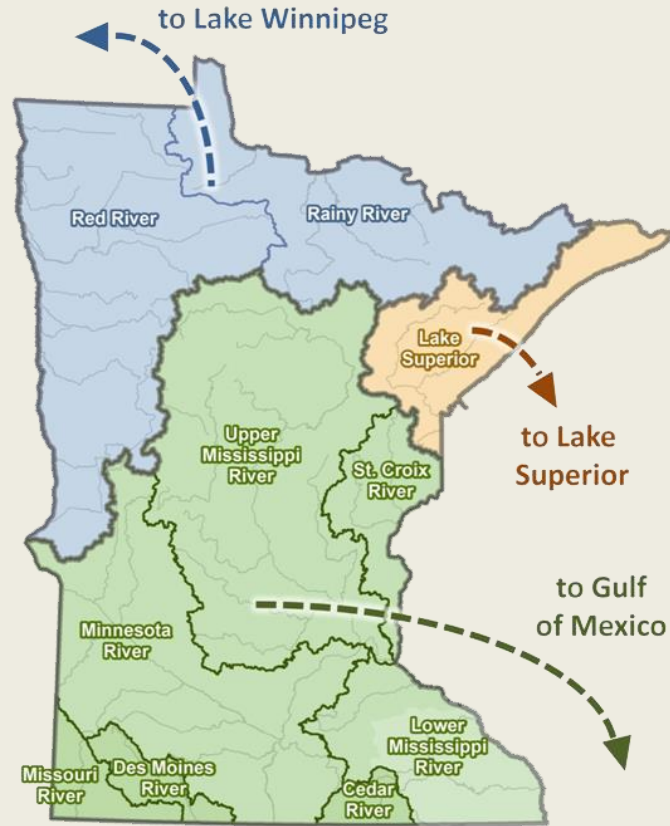 to Lake Winnipeg
Red River
Rainy River
Lake
Superior
to Lake
Superior
Upper
Mississippi
River
St. Croix
River
to Gulf
of Mexico
Minnesota
River
Lower
Mississippi
River
Missouri
River
Des Moines
River
Cedar
River